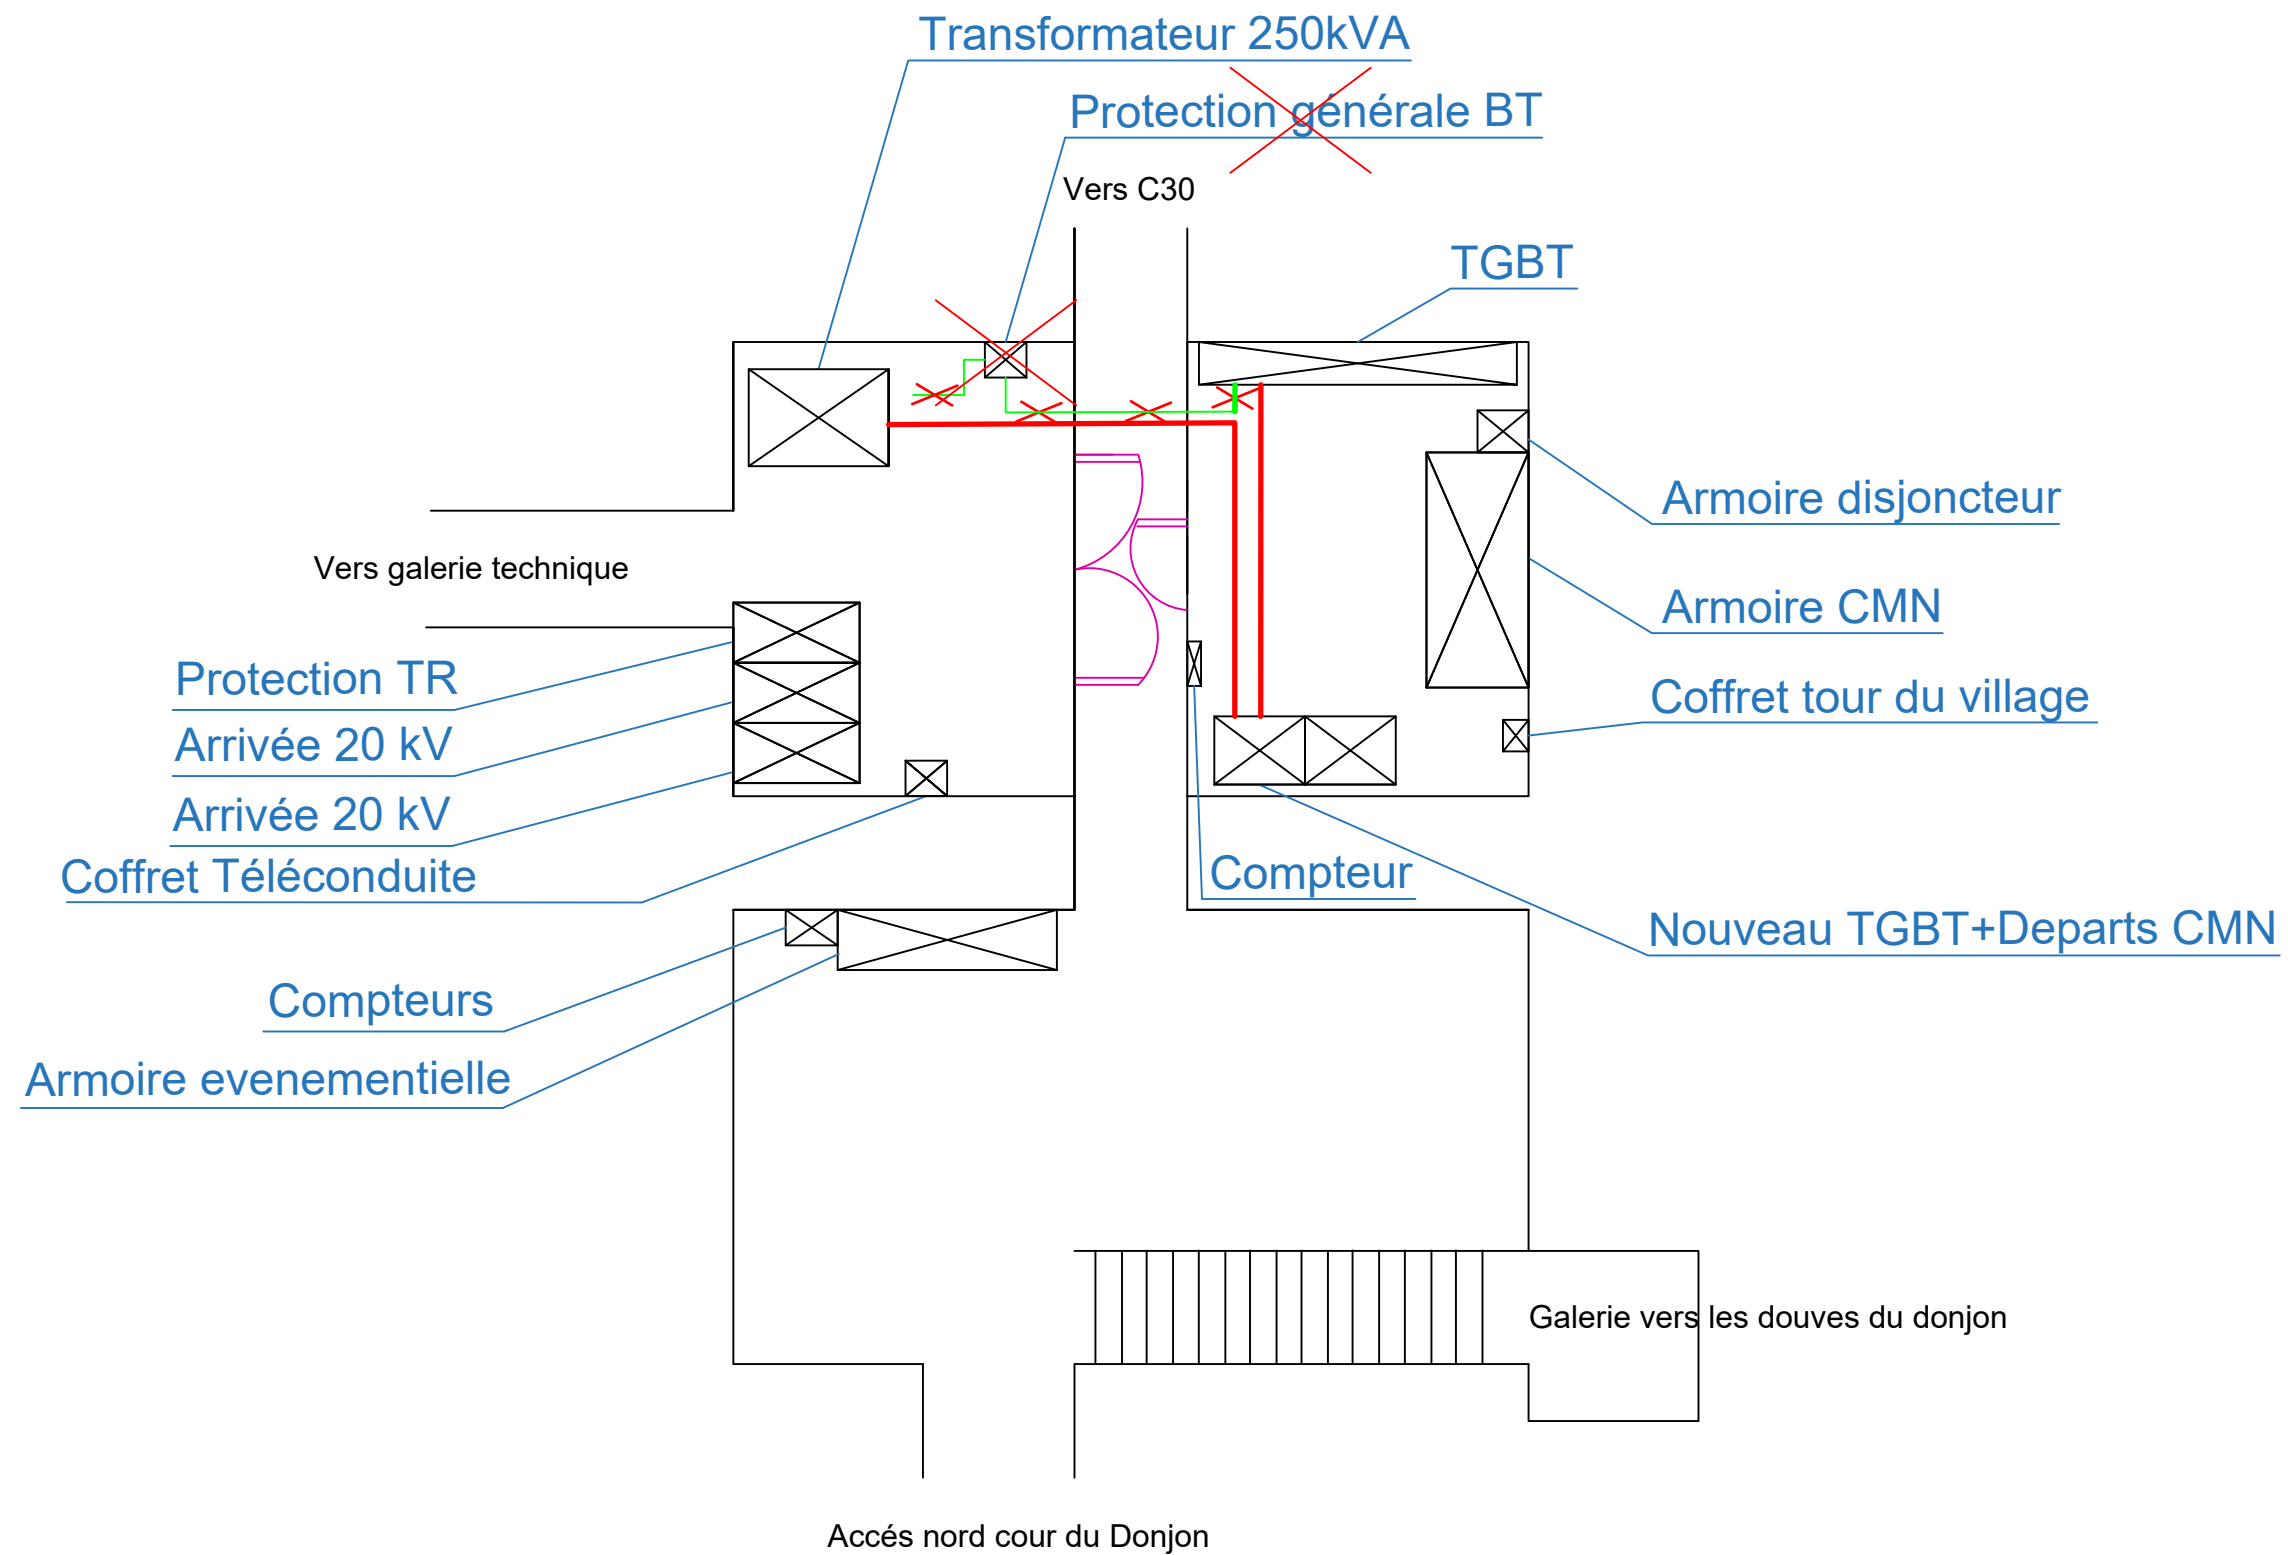 Transformateur 250kVA
Protection générale BT
Vers C30
TGBT
Armoire disjoncteur
Vers galerie technique
Armoire CMN
Protection TR
Coffret tour du village
Arrivée 20 kV
Arrivée 20 kV
Coffret Téléconduite
Compteur
Nouveau TGBT+Departs CMN
Compteurs
Armoire evenementielle
Galerie vers les douves du donjon
Accés nord cour du Donjon